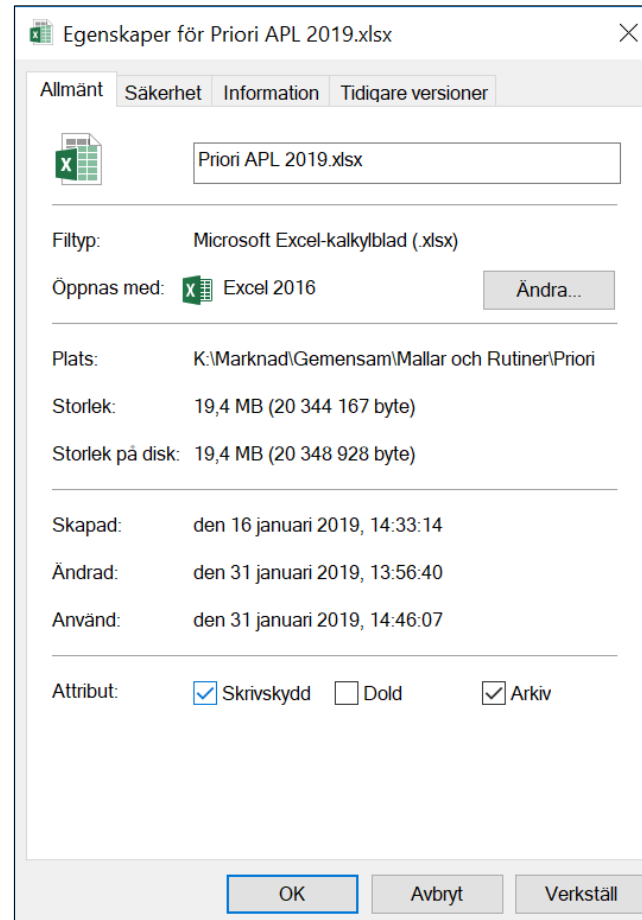 Egenskaper för Priori APL 2019.xlsx
Allmänt Säkerhet Information Tidigare versioner
Priori APL 2019.xlsx
Filtyp: Microsoft Excel-kalkylblad (.xlsx)
Öppnas med: Excel 2016 Ändra...
Plats: K:\Marknad\Gemensam\Mallar och Rutiner\Priori
Storlek: 19,4 MB (20 344 167 byte)
Storlek på disk: 19,4 MB (20 348 928 byte)
Skapad: den 16 januari 2019, 14:33:14
Ändrad: den 31 januari 2019, 13:56:40
Använd: den 31 januari 2019, 14:46:07
Attribut: Skrivskydd Dold Arkiv
OK Avbryt Verkställ